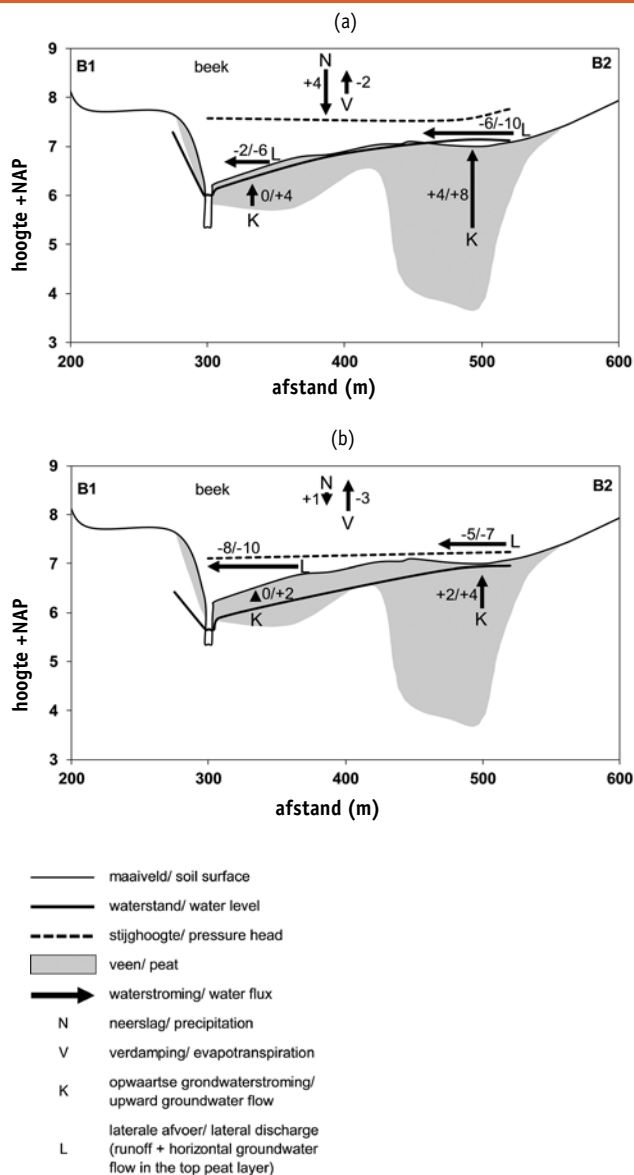 (a)
B1
beek
N
+4
-2
V
B2
-6/-10
L
-2/-6
L
0/+4
K
+4/+8
K
hoogte +NAP
9
8
7
6
5
4
3
200
300
400
500
600
afstand (m)
(b)
B1
beek
N
+1
-3
V
B2
-8/-10
L
-5/-7
L
0/+2
K
+2/+4
K
hoogte +NAP
9
8
7
6
5
4
3
200
300
400
500
600
afstand (m)
maaiveld/ soil surface
waterstand/ water level
stijghoogte/ pressure head
veen/ peat
waterstroming/ water flux
N neerslag/ precipitation
V verdamping/ evapotranspiration
K opwaartse grondwaterstroming/
upward groundwater flow
laterale afvoer/ lateral discharge
L (runoff + horizontal groundwater
flow in the top peat layer)